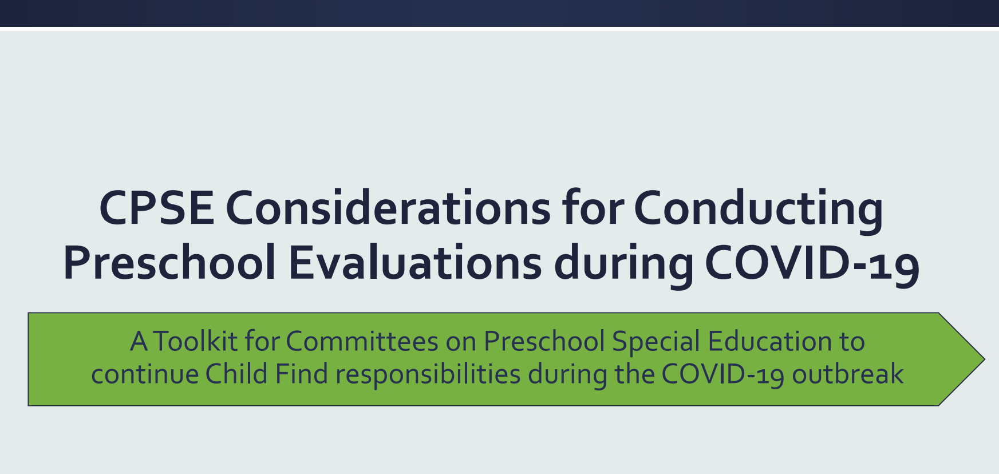 CPSE Considerations for Conducting
Preschool Evaluations during COVID-19
A Toolkit for Committees on Preschool Special Education to
continue Child Find responsibilities during the COVID-19 outbreak